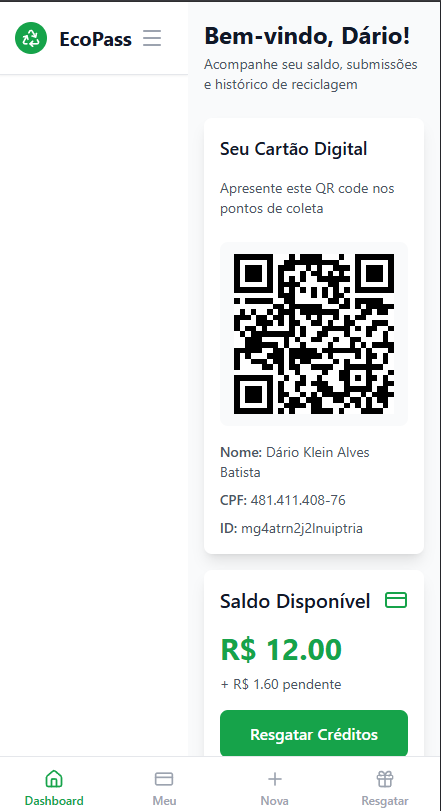 EcoPass
Bem-vindo, Dário!
Acompanhe seu saldo, submissões
e histórico de reciclagem
Seu Cartão Digital
Apresente este QR code nos
pontos de coleta
Nome: Dário Klein Alves
Batista
CPF: 481.411.408-76
ID: mg4atrn2j2lnuiptria
Saldo Disponível
R$ 12.00
+ R$ 1.60 pendente
Resgatar Créditos
Dashboard
Meu
Nova
Resgatar